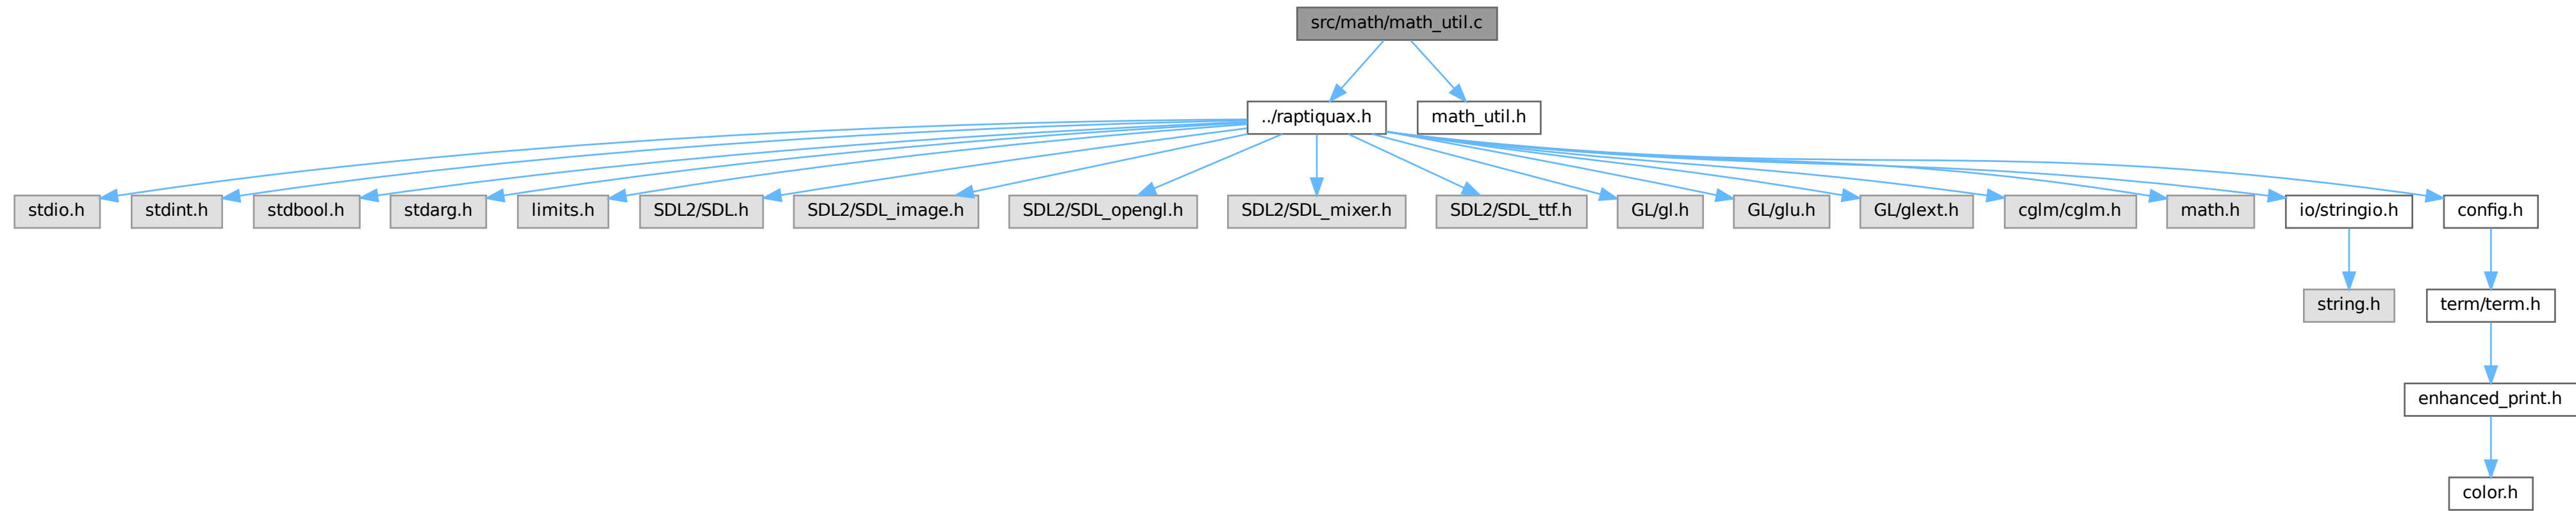 src/math/math_util.c
../raptiquax.h
math_util.h
stdio.h
stdint.h
stdbool.h
stdarg.h
limits.h
SDL2/SDL.h
SDL2/SDL_image.h
SDL2/SDL_opengl.h
SDL2/SDL_mixer.h
SDL2/SDL_ttf.h
GL/gl.h
GL/glu.h
GL/glext.h
cglm/cglm.h
math.h
io/stringio.h
config.h
string.h
term/term.h
enhanced_print.h
color.h